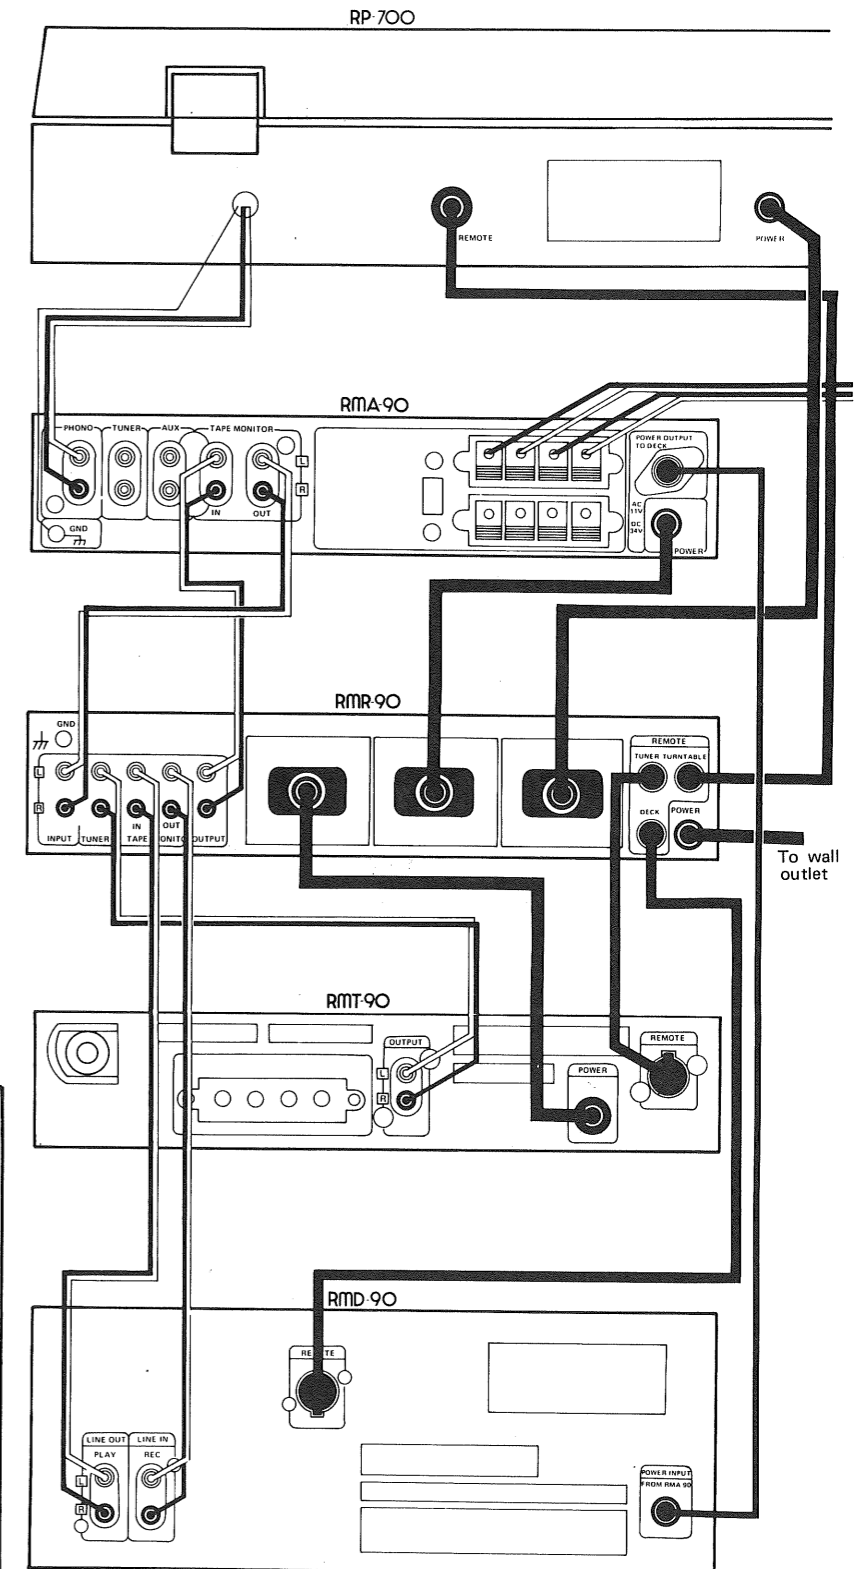 RP-700
REMOTE
POWER
RMA-90
PHONO
TUNER
AUX
TAPE MONITOR
L
R
IN
OUT
GND
POWER OUTPUT
TO DECK
AC
11V
DC
34V
POWER
RMR-90
GND
L
R
INPUT
TUNER
IN
OUT
TAPE MONITO
OUTPUT
REMOTE
TUNER
TURNTABLE
DECK
POWER
To wall
outlet
RMT-90
OUTPUT
L
R
POWER
REMOTE
RMD-90
RE TE
LINE OUT
PLAY
LINE IN
REC
L
R
POWER INPUT
FROM RMA 90